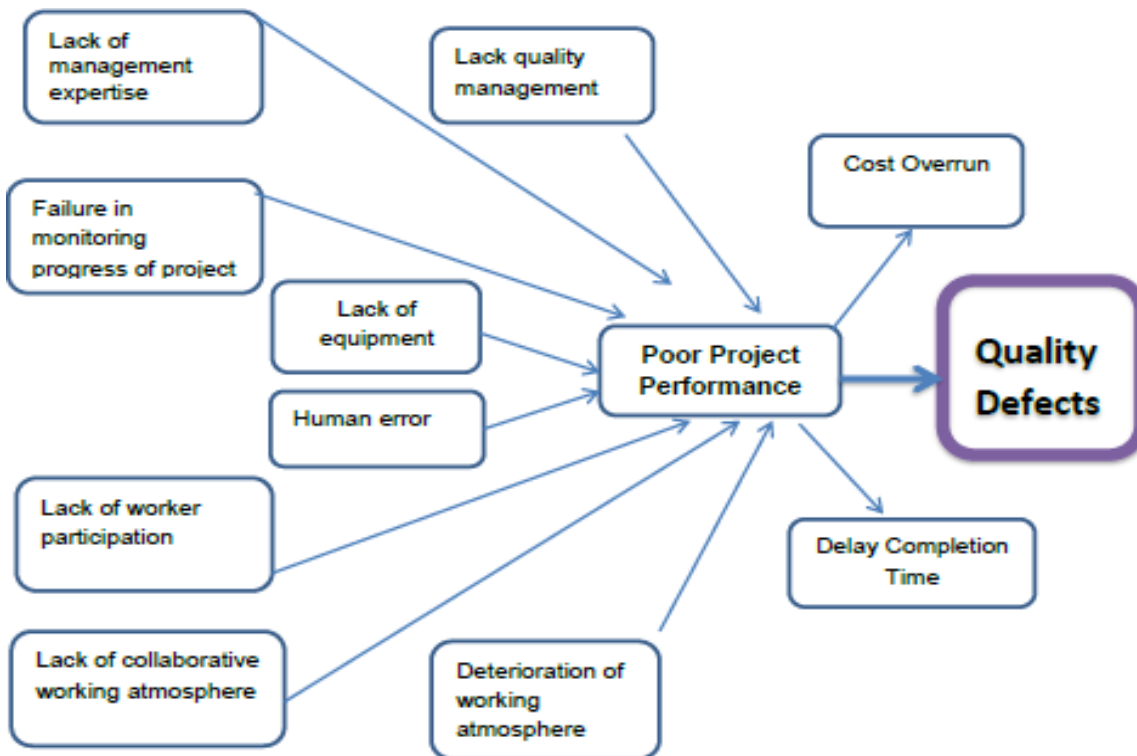 Lack of
management
expertise
Lack quality
management
Cost Overrun
Failure in
monitoring
progress of project
Lack of
equipment
Poor Project
Performance
Quality
Defects
Human error
Lack of worker
participation
Delay Completion
Time
Lack of collaborative
working atmosphere
Deterioration of
working
atmosphere